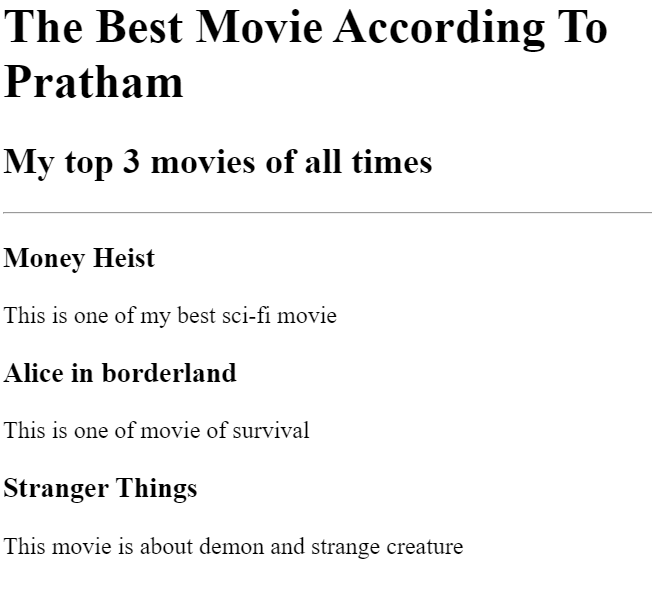 The Best Movie According To
Pratham
My top 3 movies of all times
Money Heist
This is one of my best sci-fi movie
Alice in borderland
This is one of movie of survival
Stranger Things
This movie is about demon and strange creature